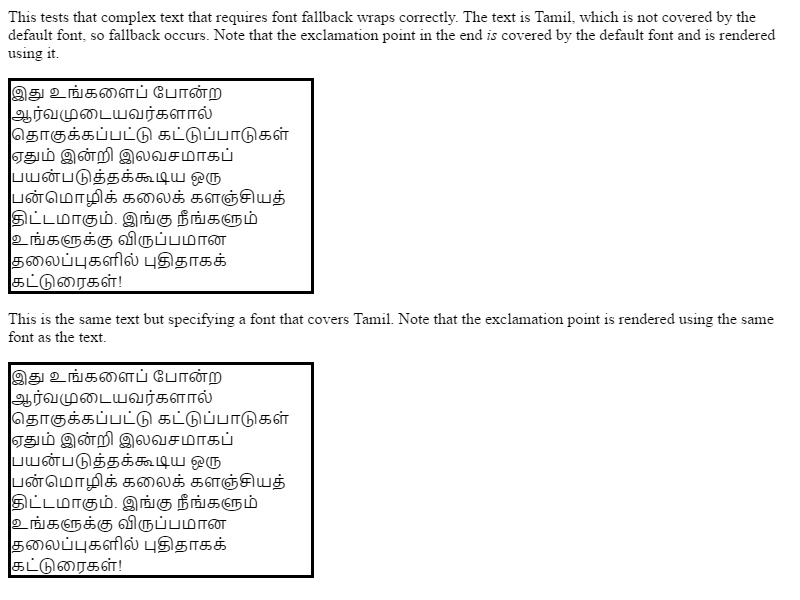 This tests that complex text that requires font fallback wraps correctly. The text is Tamil, which is not covered by the
default font, so fallback occurs. Note that the exclamation point in the end is covered by the default font and is rendered
using it.
இது உங்களைப் போன்ற
ஆர்வமுடையவர்களால்
தொகுக்கப்பட்டு கட்டுப்பாடுகள்
ஏதும் இன்றி இலவசமாகப்
பயன்படுத்தக்கூடிய ஒரு
பன்மொழிக் கலைக் களஞ்சியத்
திட்டமாகும். இங்கு நீங்களும்
உங்களுக்கு விருப்பமான
தலைப்புகளில் புதிதாகக்
கட்டுரைகள்!
This is the same text but specifying a font that covers Tamil. Note that the exclamation point is rendered using the same
font as the text.
இது உங்களைப் போன்ற
ஆர்வமுடையவர்களால்
தொகுக்கப்பட்டு கட்டுப்பாடுகள்
ஏதும் இன்றி இலவசமாகப்
பயன்படுத்தக்கூடிய ஒரு
பன்மொழிக் கலைக் களஞ்சியத்
திட்டமாகும். இங்கு நீங்களும்
உங்களுக்கு விருப்பமான
தலைப்புகளில் புதிதாகக்
கட்டுரைகள்!